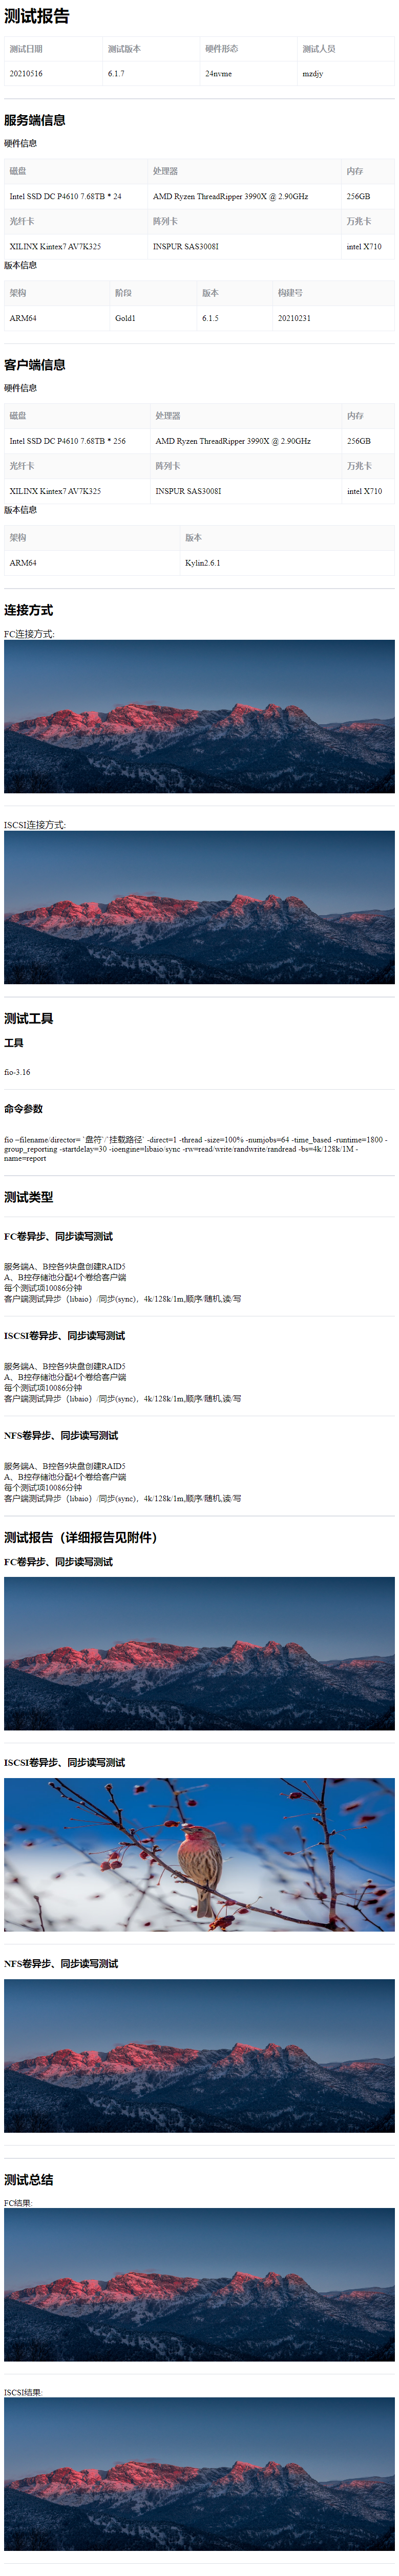 测试报告
测试日期 测试版本 硬件形态 测试人员
20210516 6.1.7 24nvme mzdjy
服务端信息
硬件信息
磁盘 处理器 内存
Intel SSD DC P4610 7.68TB * 24 AMD Ryzen ThreadRipper 3990X @ 2.90GHz 256GB
光纤卡 阵列卡 万兆卡
XILINX Kintex7 AV7K325 INSPUR SAS3008I intel X710
版本信息
架构 阶段 版本 构建号
ARM64 Gold1 6.1.5 20210231
客户端信息
硬件信息
磁盘 处理器 内存
Intel SSD DC P4610 7.68TB * 256 AMD Ryzen ThreadRipper 3990X @ 2.90GHz 256GB
光纤卡 阵列卡 万兆卡
XILINX Kintex7 AV7K325 INSPUR SAS3008I intel X710
版本信息
架构 版本
ARM64 Kylin2.6.1
连接方式
FC连接方式:
ISCSI连接方式:
测试工具
工具
fio-3.16
命令参数
fio –filename/director= `盘符`/`挂载路径` -direct=1 -thread -size=100% -numjobs=64 -time_based -runtime=1800 -
group_reporting -startdelay=30 -ioengine=libaio/sync -rw=read/write/randwrite/randread -bs=4k/128k/1M -
name=report
测试类型
FC卷异步、同步读写测试
服务端A、B控各9块盘创建RAID5
A、B控存储池分配4个卷给客户端
每个测试项10086分钟
客户端测试异步（libaio）/同步(sync)，4k/128k/1m,顺序/随机,读/写
ISCSI卷异步、同步读写测试
服务端A、B控各9块盘创建RAID5
A、B控存储池分配4个卷给客户端
每个测试项10086分钟
客户端测试异步（libaio）/同步(sync)，4k/128k/1m,顺序/随机,读/写
NFS卷异步、同步读写测试
服务端A、B控各9块盘创建RAID5
A、B控存储池分配4个卷给客户端
每个测试项10086分钟
客户端测试异步（libaio）/同步(sync)，4k/128k/1m,顺序/随机,读/写
测试报告（详细报告见附件）
FC卷异步、同步读写测试
ISCSI卷异步、同步读写测试
NFS卷异步、同步读写测试
测试总结
FC结果:
ISCSI结果: